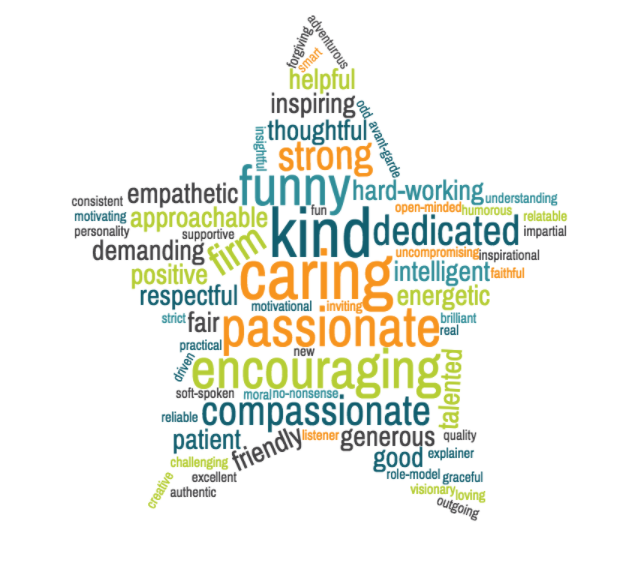 adventurous
forgiving
smart
helpful
inspiring
odd
thoughtful
insightful
avant-garde
strong
funny
hard-working
empathetic
consistent
understanding
motivating
approachable
fun
open-minded
humorous
relatable
personality
supportive
kind
dedicated
impartial
demanding
firm
uncompromising
inspirational
positive
caring
intelligent
faithful
respectful
motivational
inviting
energetic
strict
fair
passionate
brilliant
real
practical
new
driven
encouraging
talented
soft-spoken
moral
no-nonsense
reliable
compassionate
patient
friendly
listener
generous
quality
good
explainer
challenging
excellent
role-model
graceful
creative
authentic
visionary
loving
outgoing